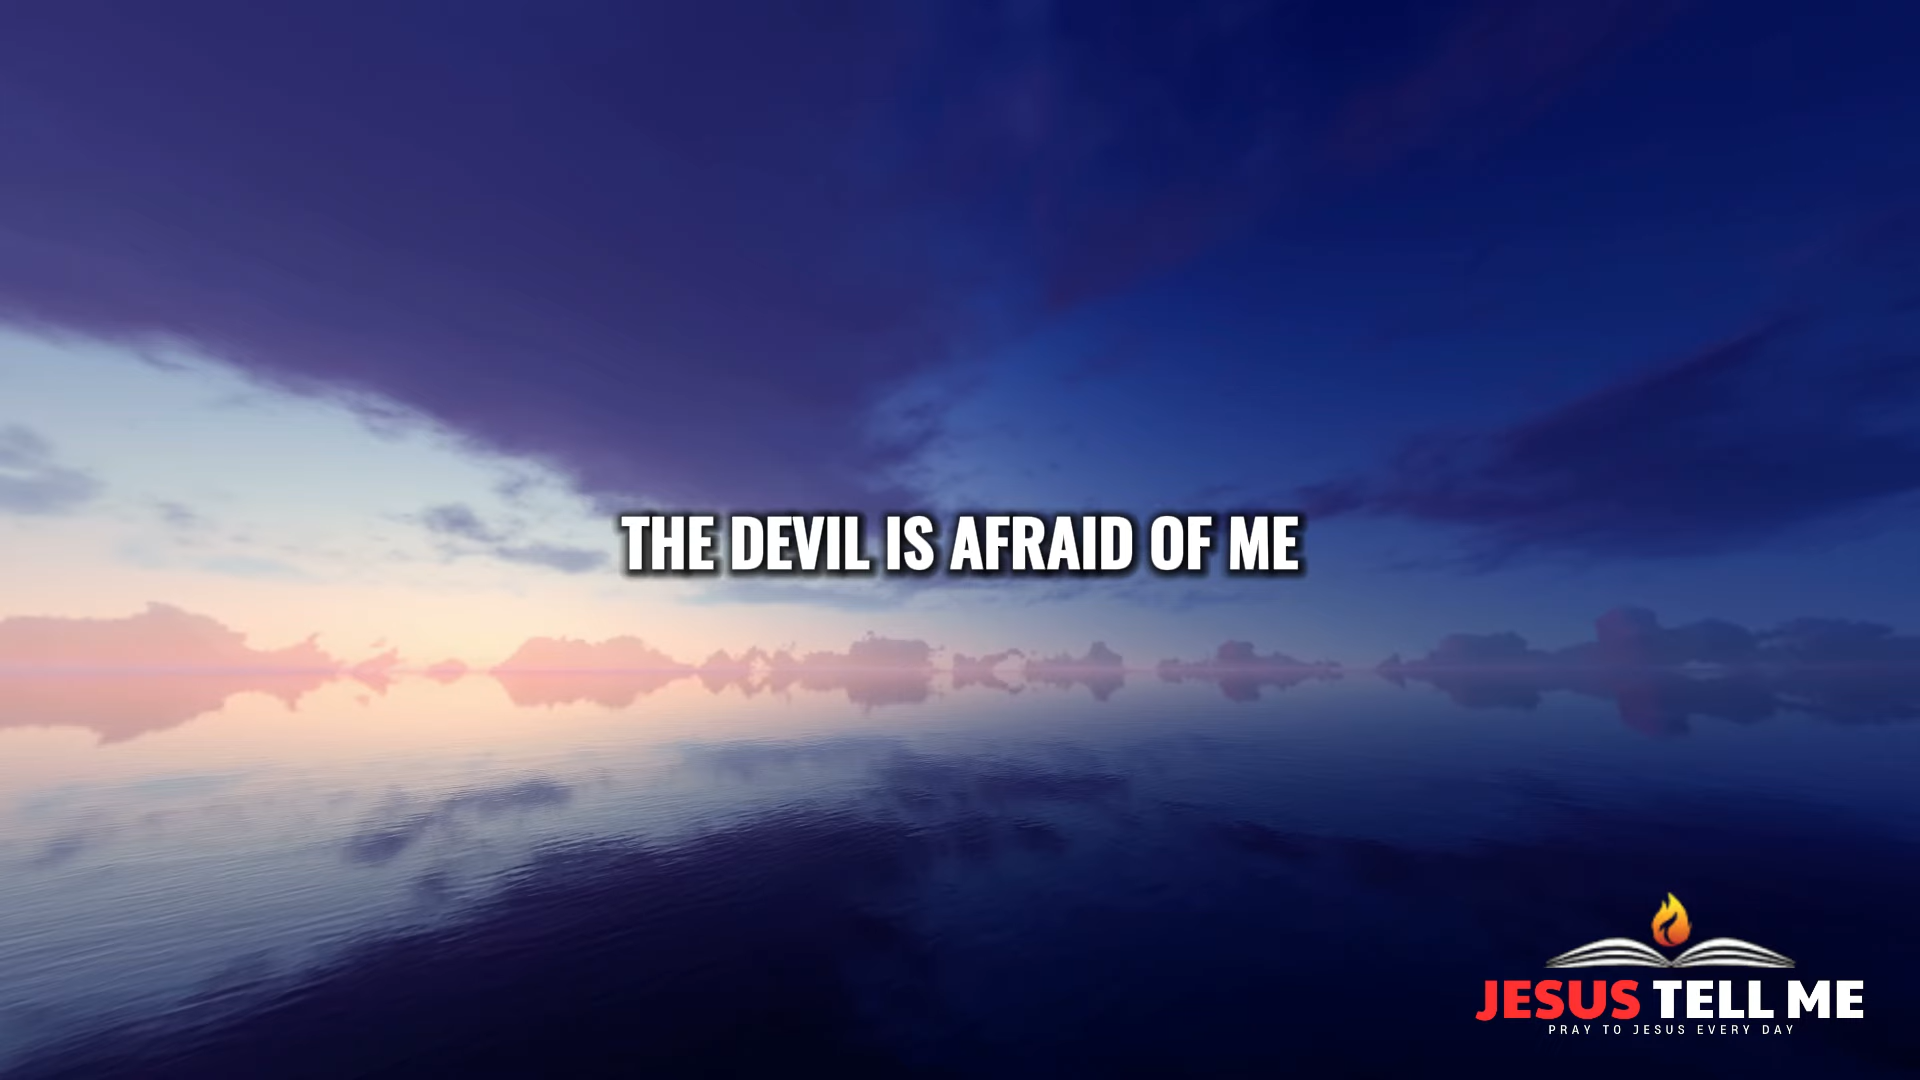 THE DEVIL IS AFRAID OF ME
JESUS TELL ME
PRAY TO JESUS EVERY DAY